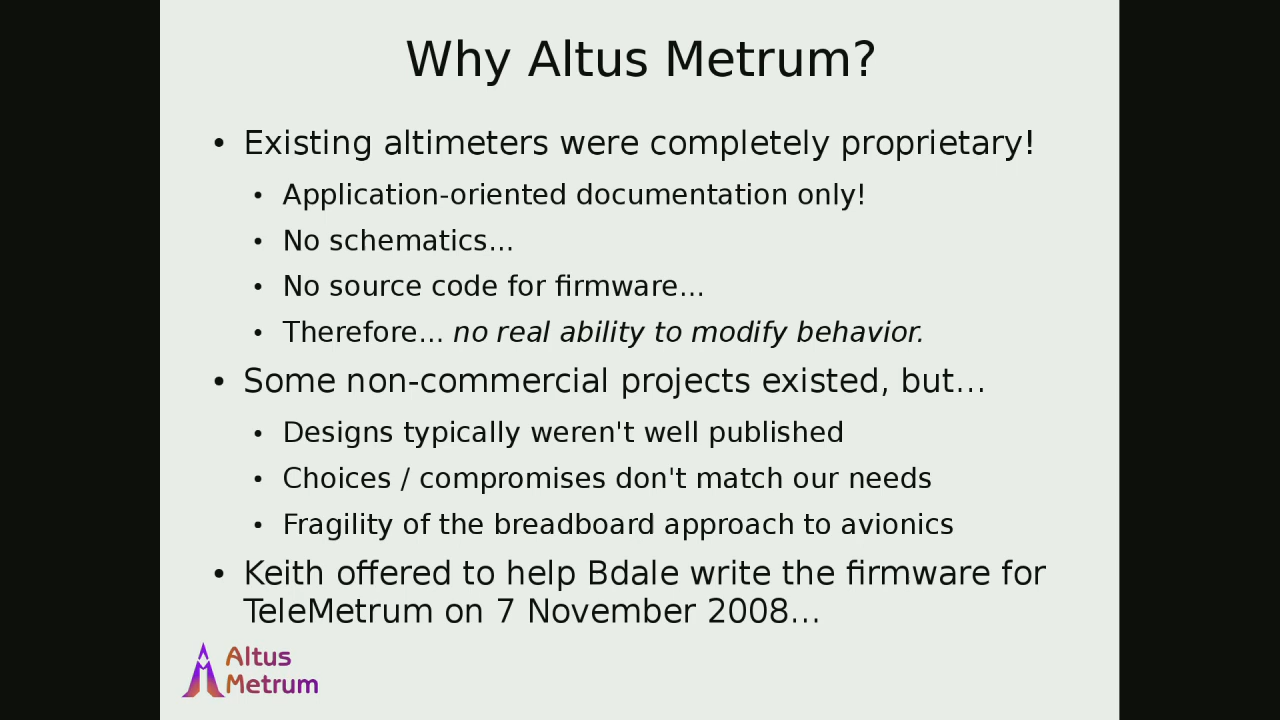 Why Altus Metrum?
• Existing altimeters were completely proprietary!
• Application-oriented documentation only!
• No schematics...
• No source code for firmware...
• Therefore... no real ability to modify behavior.
• Some non-commercial projects existed, but...
• Designs typically weren't well published
• Choices / compromises don't match our needs
• Fragility of the breadboard approach to avionics
• Keith offered to help Bdale write the firmware for
TeleMetrum on 7 November 2008...
Altus
Metrum